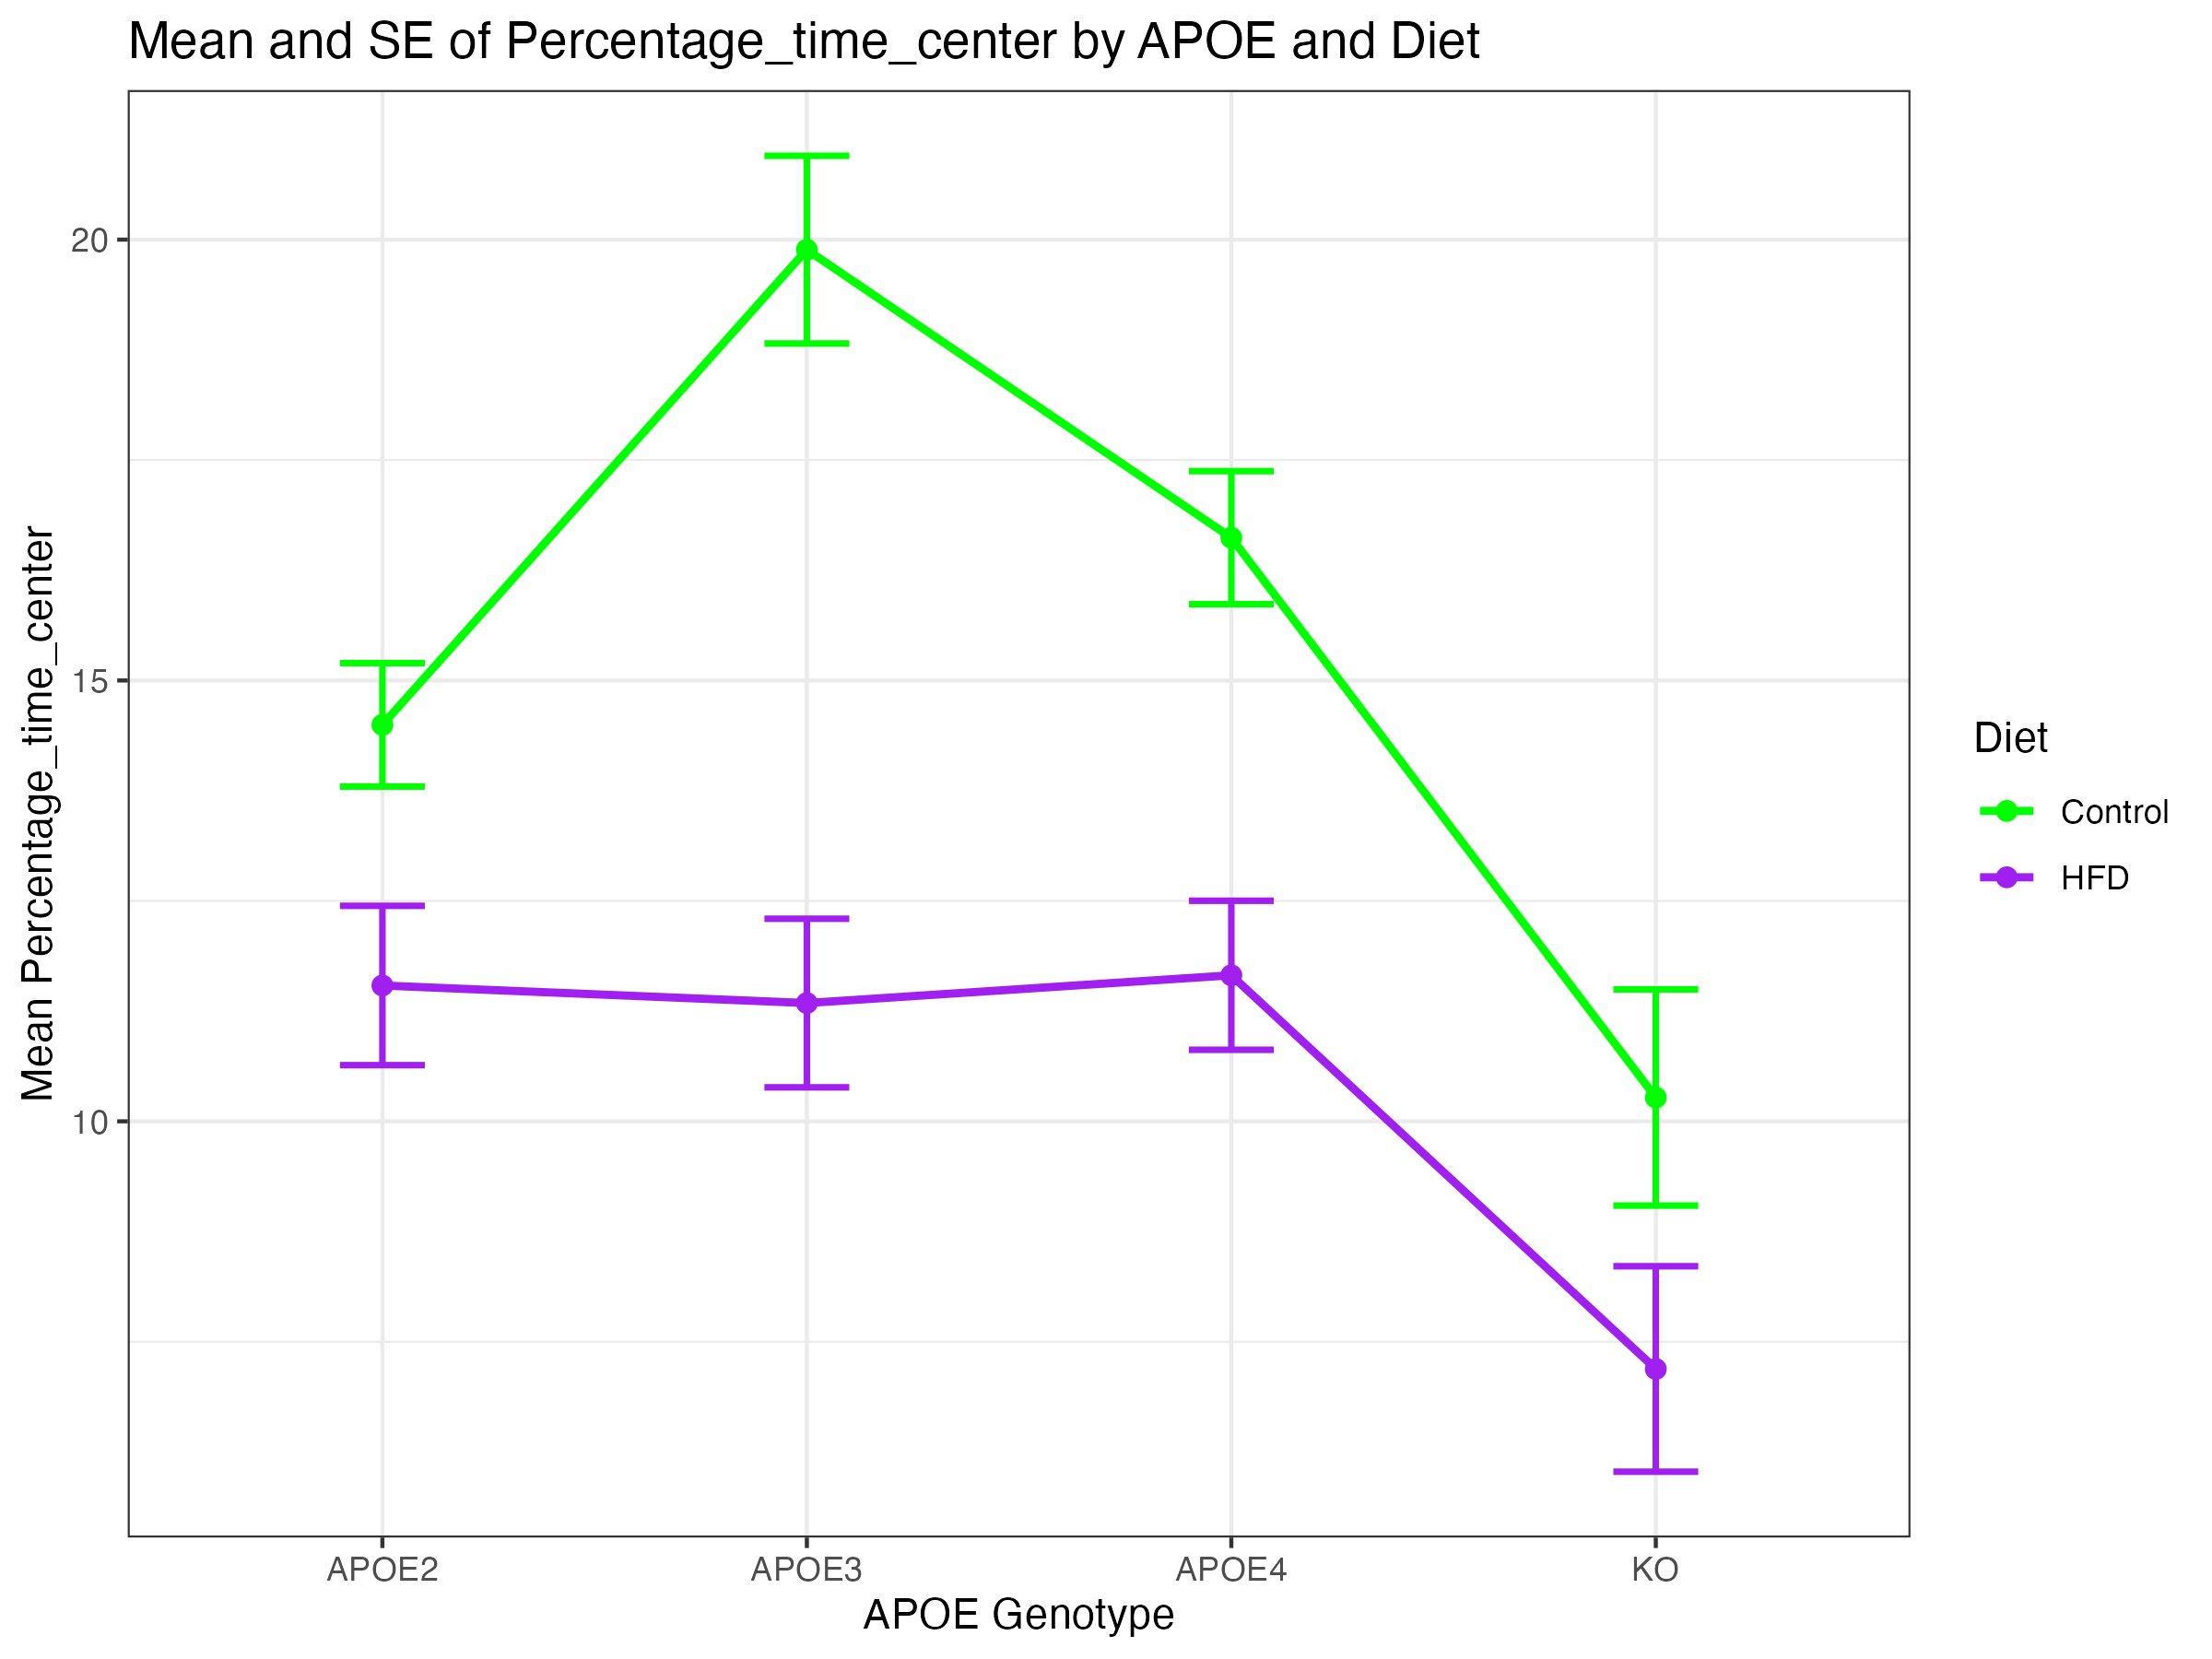 Mean and SE of Percentage_time_center by APOE and Diet
Mean Percentage_time_center
20
15
10
APOE2
APOE3
APOE4
KO
APOE Genotype
Diet
Control
HFD